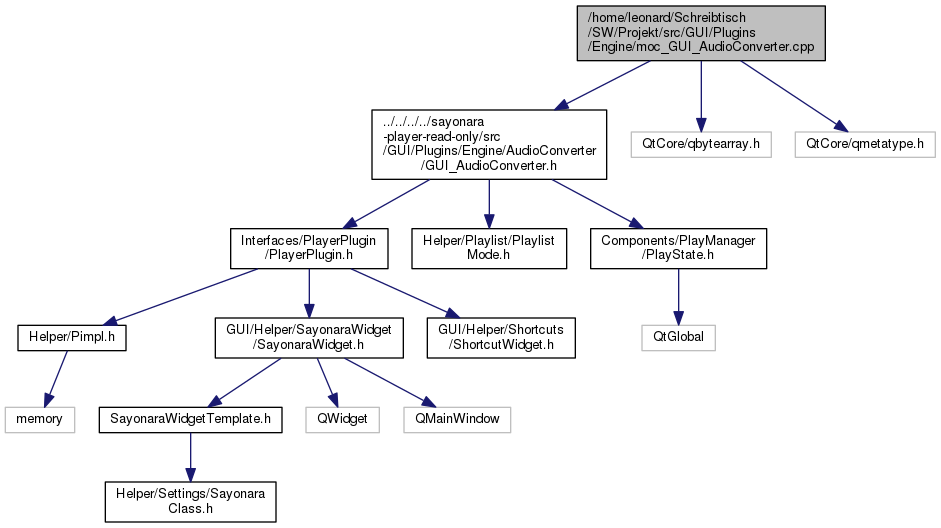 /home/leonard/Schreibtisch
/SW/Projekt/src/GUI/Plugins
/Engine/moc_GUI_AudioConverter.cpp
../../../../sayonara
-player-read-only/src
/GUI/Plugins/Engine/AudioConverter
/GUI_AudioConverter.h
QtCore/qbytearray.h
QtCore/qmetatype.h
Interfaces/PlayerPlugin
/PlayerPlugin.h
Helper/Playlist/Playlist
Mode.h
Components/PlayManager
/PlayState.h
Helper/Pimpl.h
GUI/Helper/SayonaraWidget
/SayonaraWidget.h
GUI/Helper/Shortcuts
/ShortcutWidget.h
QtGlobal
memory
SayonaraWidgetTemplate.h
QWidget
QMainWindow
Helper/Settings/Sayonara
Class.h